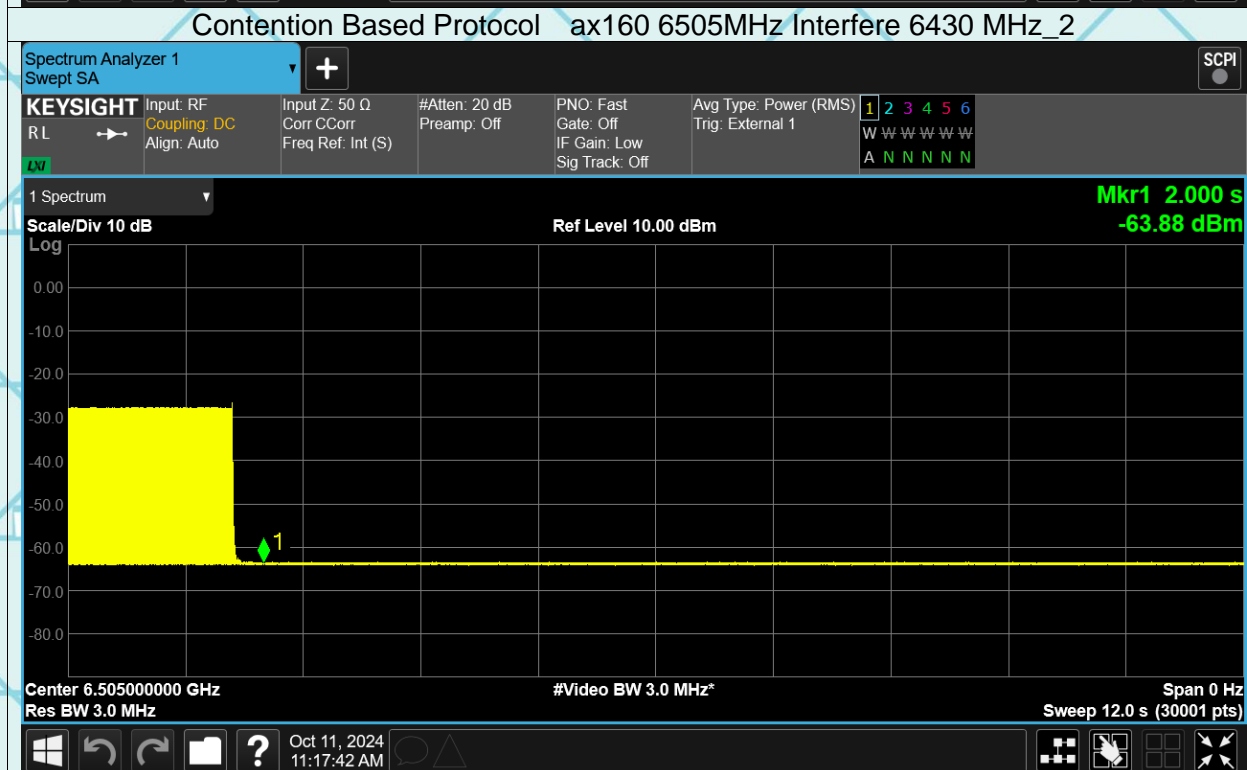 Contention Based Protocol ax160 6505MHz Interfere 6430 MHz_2
Spectrum Analyzer 1
Swept SA
+
SCPI
KEYSIGHT
RL
LXI
Input: RF
Coupling: DC
Align: Auto
Input Z: 50 Ω
Corr CCorr
Freq Ref: Int (S)
#Atten: 20 dB
Preamp: Off
PNO: Fast
Gate: Off
IF Gain: Low
Sig Track: Off
Avg Type: Power (RMS)
Trig: External 1
1 2 3 4 5 6
W W W W W W
A N N N N N
1 Spectrum
Mkr1 2.000 s
-63.88 dBm
Scale/Div 10 dB
Ref Level 10.00 dBm
Log
0.00
-10.0
-20.0
-30.0
-40.0
-50.0
-60.0
-70.0
-80.0
1
Center 6.505000000 GHz
#Video BW 3.0 MHz*
Span 0 Hz
Res BW 3.0 MHz
Sweep 12.0 s (30001 pts)
?
Oct 11, 2024
11:17:42 AM